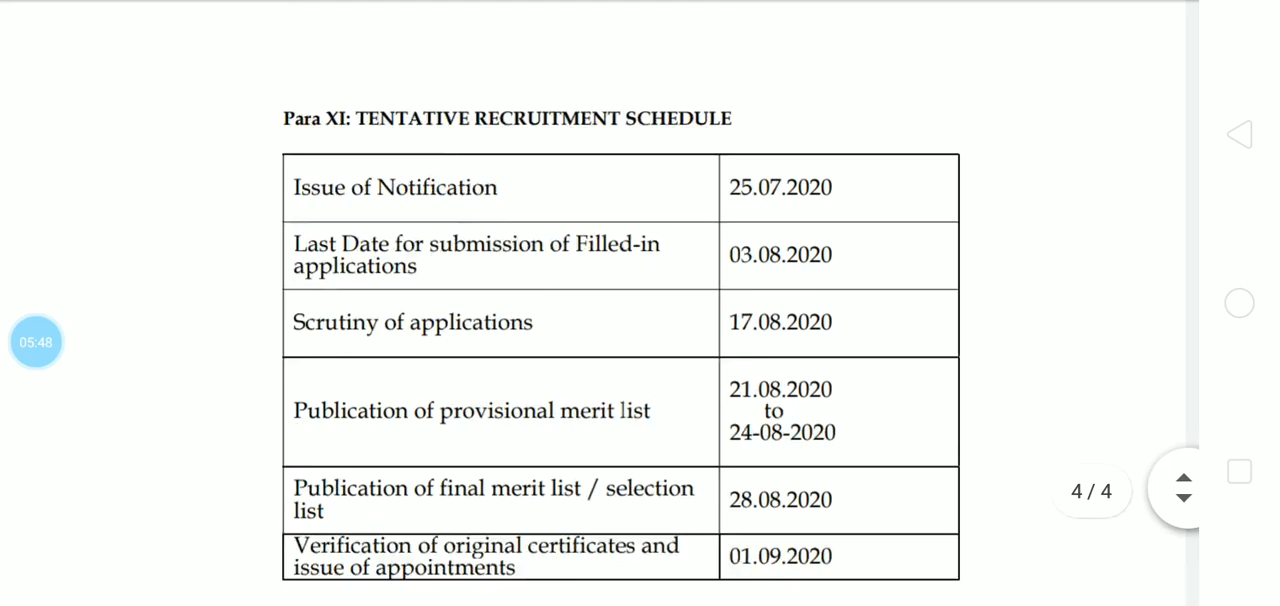 Para XI: TENTATIVE RECRUITMENT SCHEDULE
Issue of Notification 25.07.2020
Last Date for submission of Filled-in
applications 03.08.2020
Scrutiny of applications 17.08.2020
Publication of provisional merit list 21.08.2020
to
24-08-2020
Publication of final merit list / selection
list 28.08.2020
Verification of original certificates and
issue of appointments 01.09.2020
05:48
4 / 4